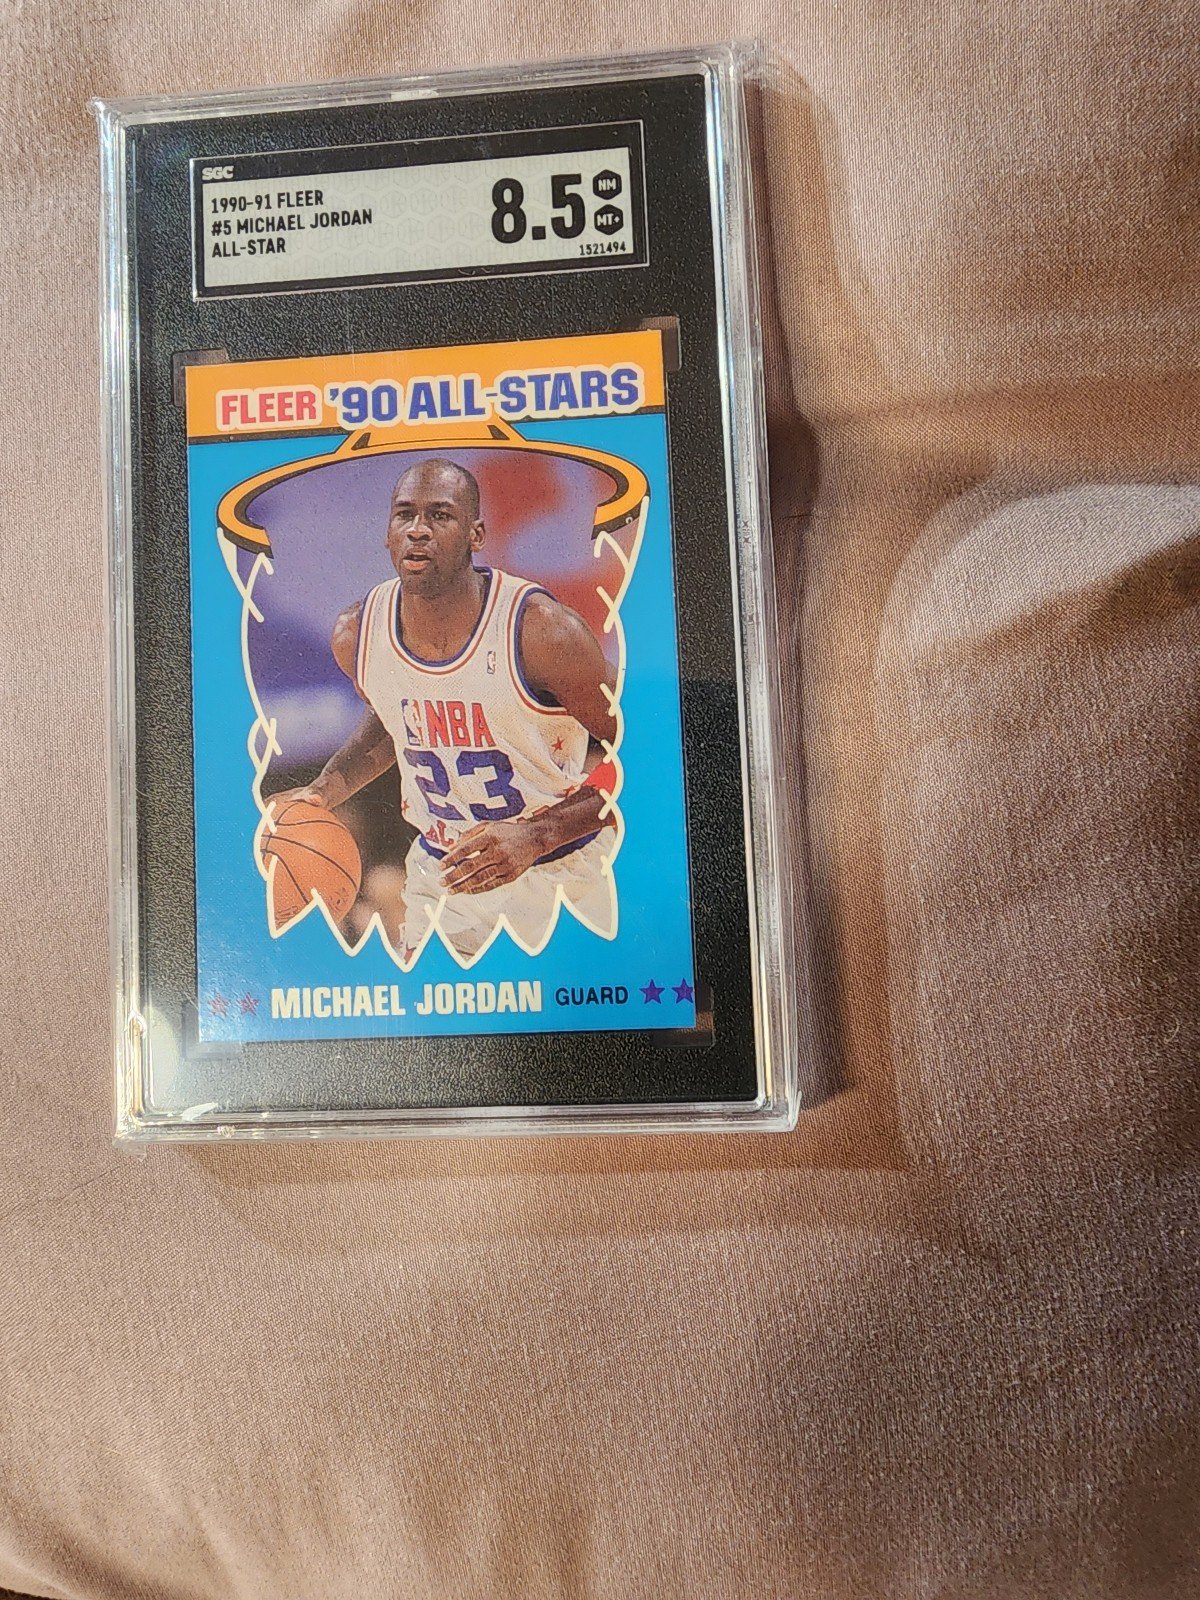 SGC
1990-91 FLEER
#5 MICHAEL JORDAN
ALL-STAR
8.5
NM
MT+
1521494
FLEER '90 ALL-STARS
NBA
23
MICHAEL JORDAN GUARD